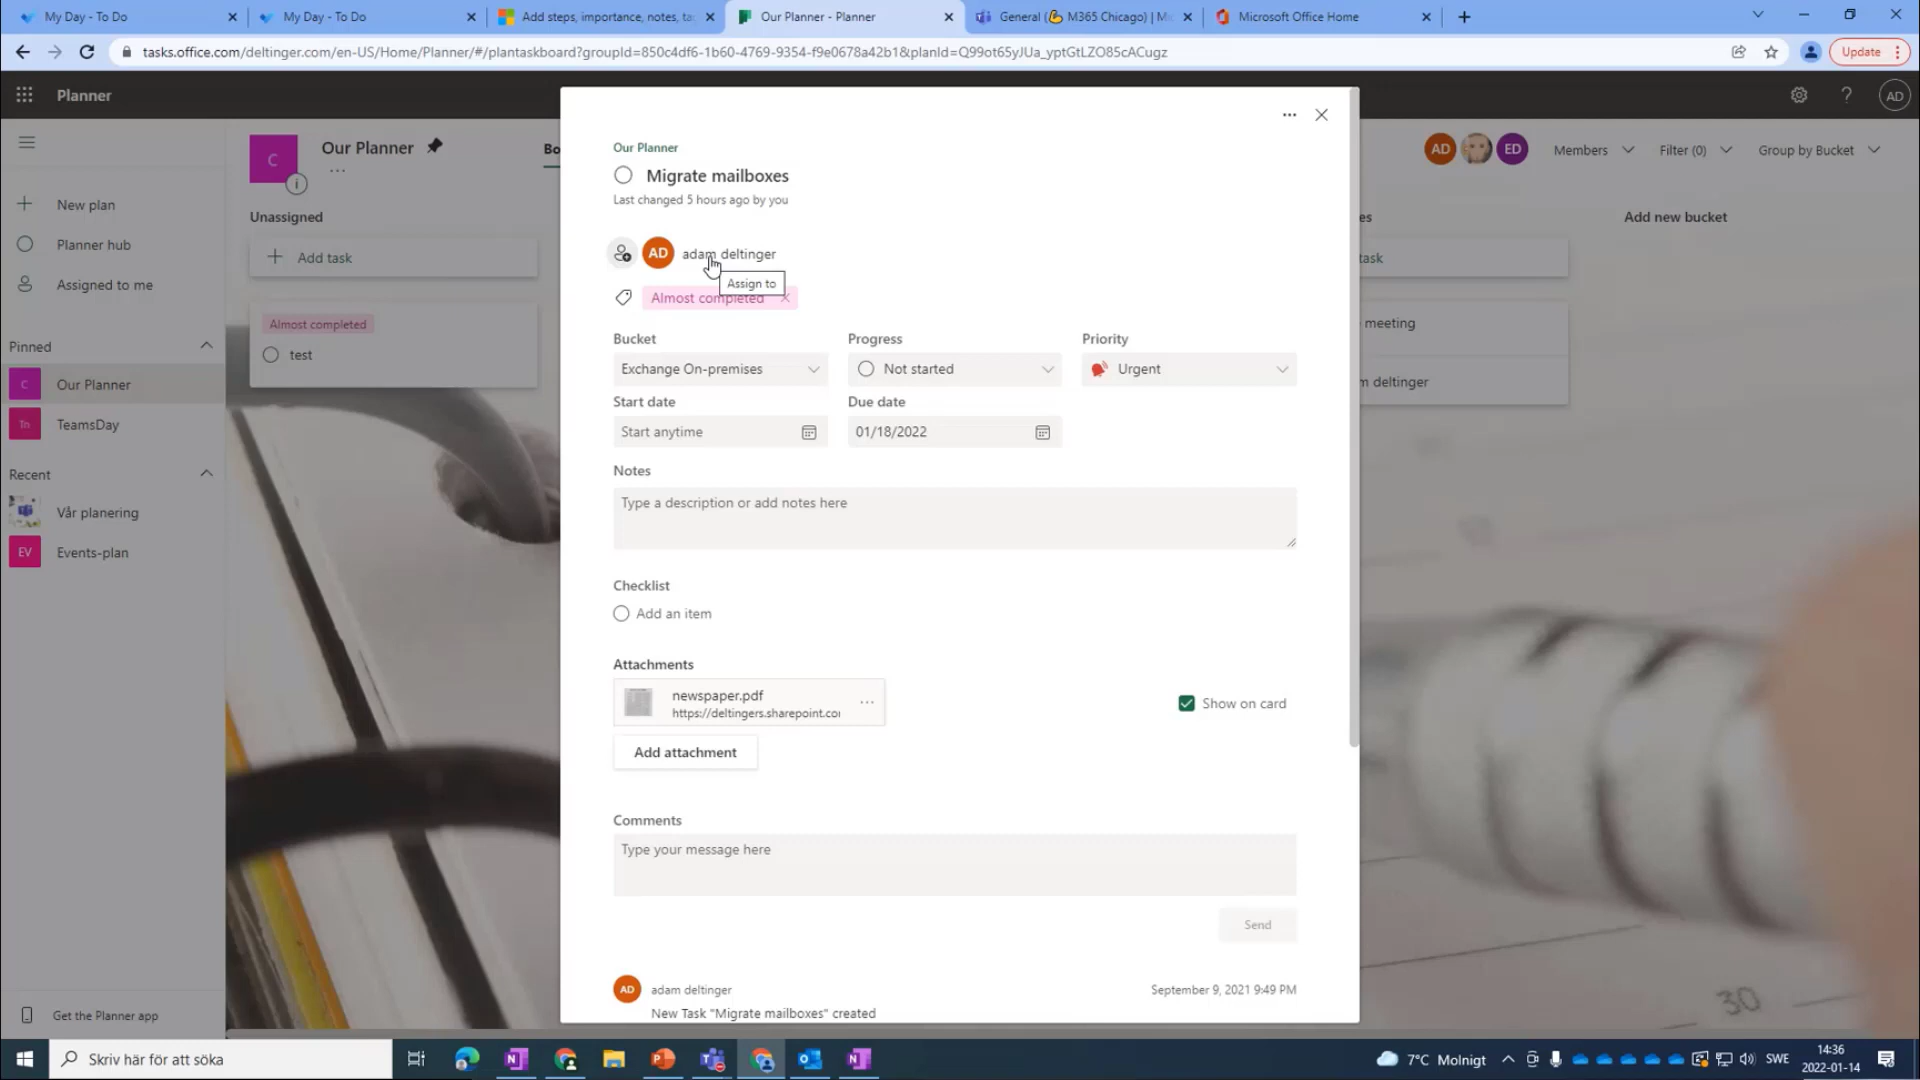 My Day - To Do
My Day - To Do
Add steps, importance, notes, ta
Our Planner - Planner
General (💪 M365 Chicago) | Mi
Microsoft Office Home
tasks.office.com/deltinger.com/en-US/Home/Planner/#/plantaskboard?groupId=850c4df6-1b60-4769-9354-f9e0678a42b1&planId=Q99ot65yJUa_yptGtLZO85cACugz
Update
Planner
AD
New plan
Planner hub
Assigned to me
Pinned
C
Our Planner
Tn
TeamsDay
Recent
Vår planering
EV
Events-plan
Get the Planner app
C
Our Planner
...
Bo
AD
ED
Members
Filter (0)
Group by Bucket
Unassigned
Add task
Almost completed
test
es
task
meeting
m deltinger
Add new bucket
Our Planner
Migrate mailboxes
Last changed 5 hours ago by you
AD
adam deltinger
Assign to
Almost completed
Bucket
Progress
Priority
Exchange On-premises
Not started
Urgent
Start date
Due date
Start anytime
01/18/2022
Notes
Type a description or add notes here
Checklist
Add an item
Attachments
newspaper.pdf
https://deltingers.sharepoint.co
Show on card
Add attachment
Comments
Type your message here
Send
AD
adam deltinger
September 9, 2021 9:49 PM
New Task "Migrate mailboxes" created
30
Skriv här för att söka
7°C Molnigt
SWE
14:36
2022-01-14